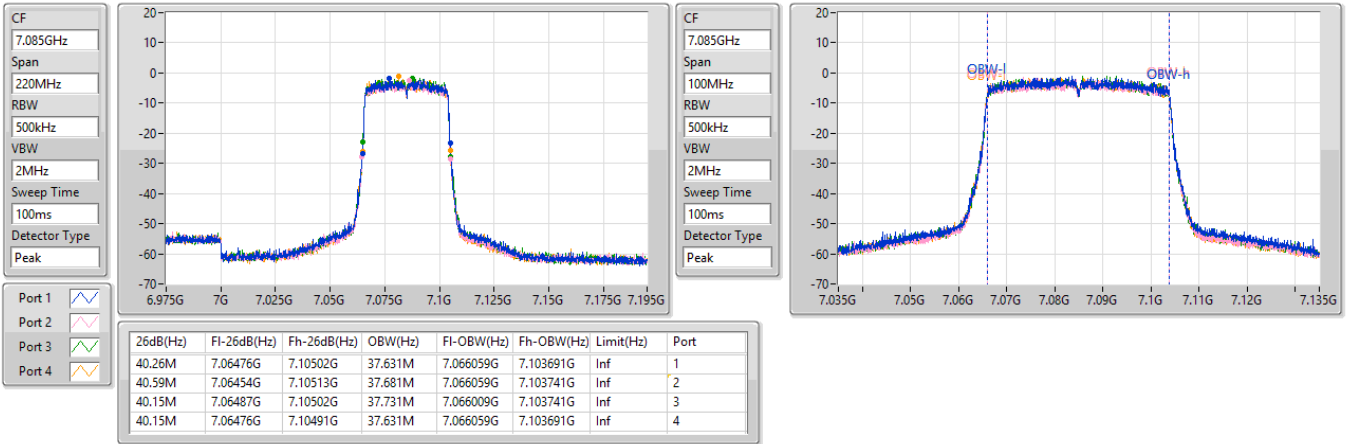 CF
7.085GHz
Span
220MHz
RBW
500kHz
VBW
2MHz
Sweep Time
100ms
Detector Type
Peak
20-
10-
0-
-10-
-20-
-30-
-40-
-50-
-60-
-70-
6.975G 7G 7.025G 7.05G 7.075G 7.1G 7.125G 7.15G 7.175G 7.195G
CF
7.085GHz
Span
100MHz
RBW
500kHz
VBW
2MHz
Sweep Time
100ms
Detector Type
Peak
20-
10-
0-
-10-
-20-
-30-
-40-
-50-
-60-
-70-
OBW-l
OBW-h
7.035G 7.05G 7.06G 7.07G 7.08G 7.09G 7.1G 7.11G 7.12G 7.135G
Port 1
Port 2
Port 3
Port 4
26dB(Hz) Fl-26dB(Hz) Fh-26dB(Hz) OBW(Hz) Fl-OBW(Hz) Fh-OBW(Hz) Limit(Hz) Port
40.26M 7.06476G 7.10502G 37.631M 7.066059G 7.103691G Inf 1
40.59M 7.06454G 7.10513G 37.681M 7.066059G 7.103741G Inf 2
40.15M 7.06487G 7.10502G 37.731M 7.066009G 7.103741G Inf 3
40.15M 7.06476G 7.10491G 37.631M 7.066059G 7.103691G Inf 4